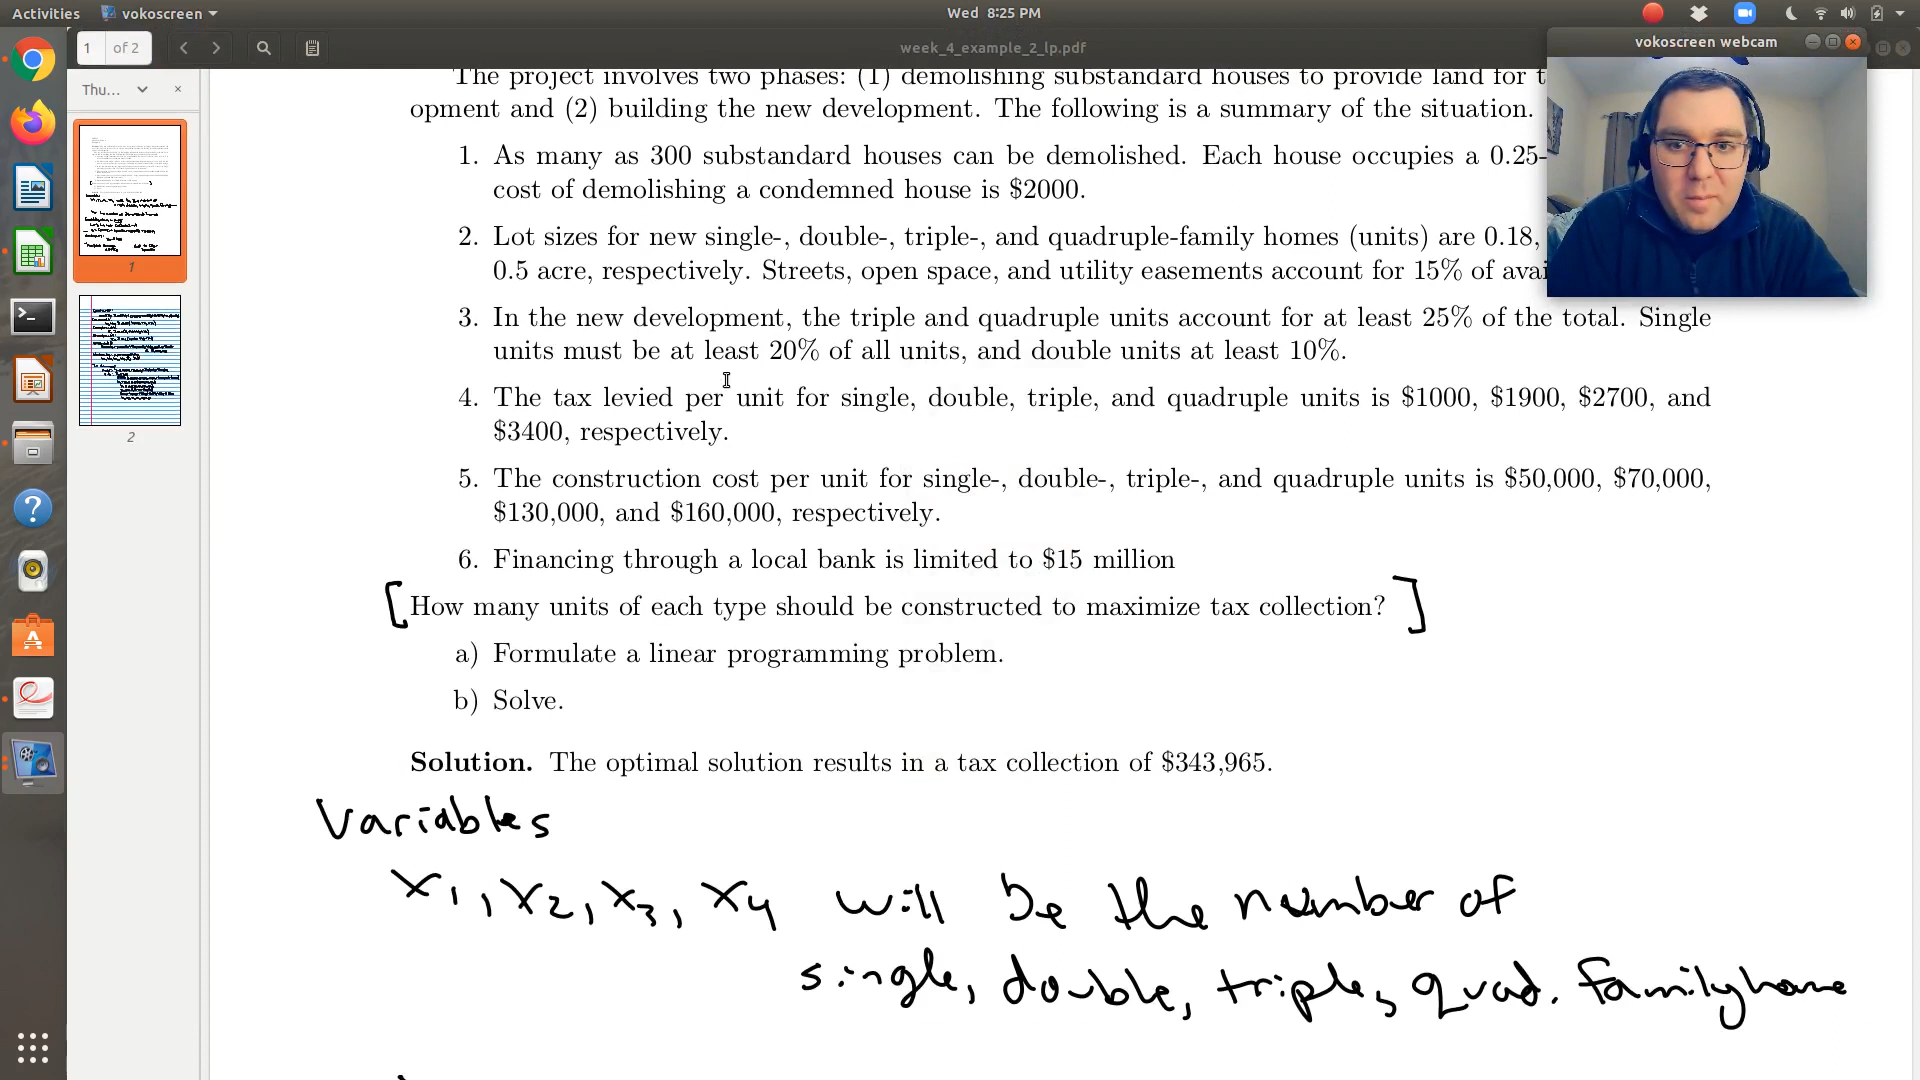 Activities vokoscreen Wed 8:25 PM
1 of 2 week_4_example_2_lp.pdf vokoscreen webcam
Thu...
1
2
The project involves two phases: (1) demolishing substandard houses to provide land for
opment and (2) building the new development. The following is a summary of the situation.
1. As many as 300 substandard houses can be demolished. Each house occupies a 0.25-
cost of demolishing a condemned house is $2000.
2. Lot sizes for new single-, double-, triple-, and quadruple-family homes (units) are 0.18,
0.5 acre, respectively. Streets, open space, and utility easements account for 15% of avai
3. In the new development, the triple and quadruple units account for at least 25% of the total. Single
units must be at least 20% of all units, and double units at least 10%.
4. The tax levied per unit for single, double, triple, and quadruple units is $1000, $1900, $2700, and
$3400, respectively.
5. The construction cost per unit for single-, double-, triple-, and quadruple units is $50,000, $70,000,
$130,000, and $160,000, respectively.
6. Financing through a local bank is limited to $15 million
[How many units of each type should be constructed to maximize tax collection?]
a) Formulate a linear programming problem.
b) Solve.
Solution. The optimal solution results in a tax collection of $343,965.
Variables
x1, x2, x3, x4 will be the number of
single, double, triple, quad. family home